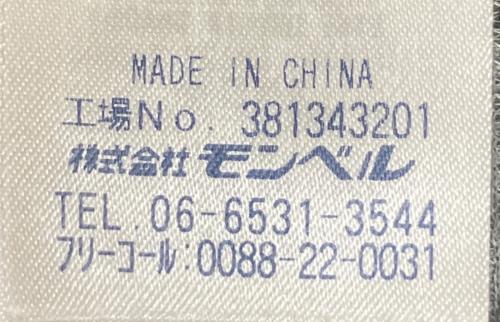 MADE IN CHINA
工場No. 381343201
株式会社 モンベル
TEL. 06-6531-3544
フリーコール:0088-22-0031